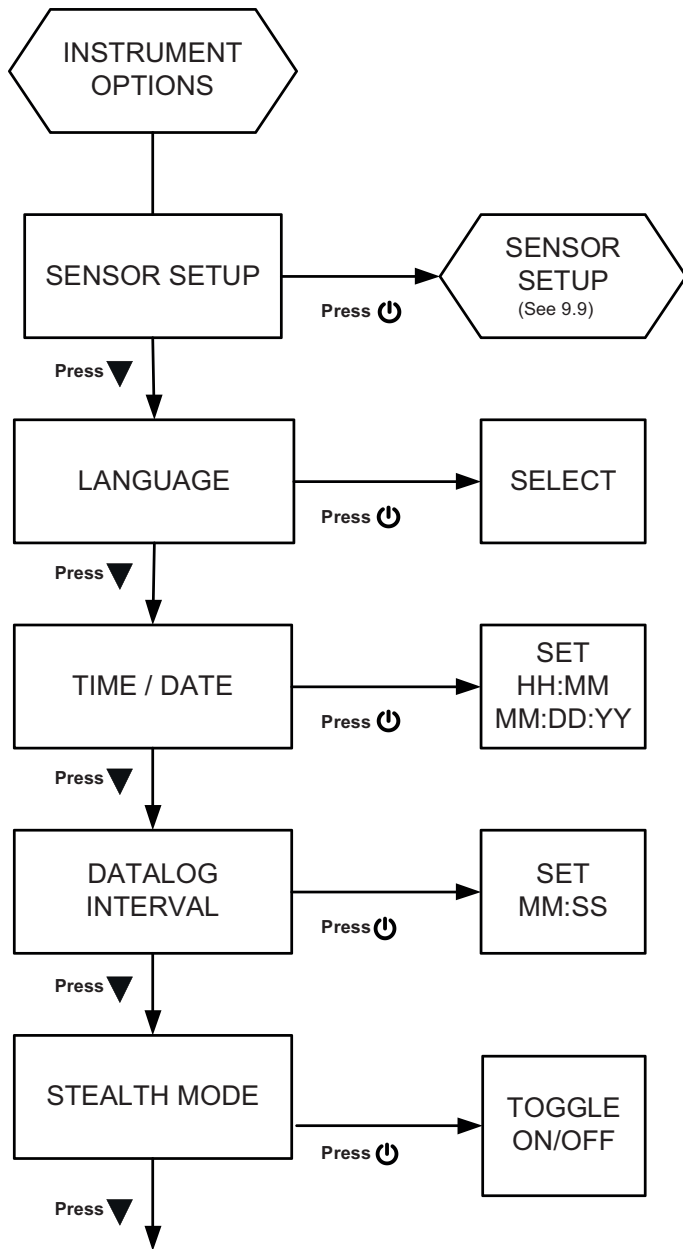 INSTRUMENT
OPTIONS
SENSOR SETUP
Press
SENSOR
SETUP
(See 9.9)
Press
LANGUAGE
Press
SELECT
Press
TIME / DATE
Press
SET
HH:MM
MM:DD:YY
Press
DATALOG
INTERVAL
Press
SET
MM:SS
Press
STEALTH MODE
Press
TOGGLE
ON/OFF
Press